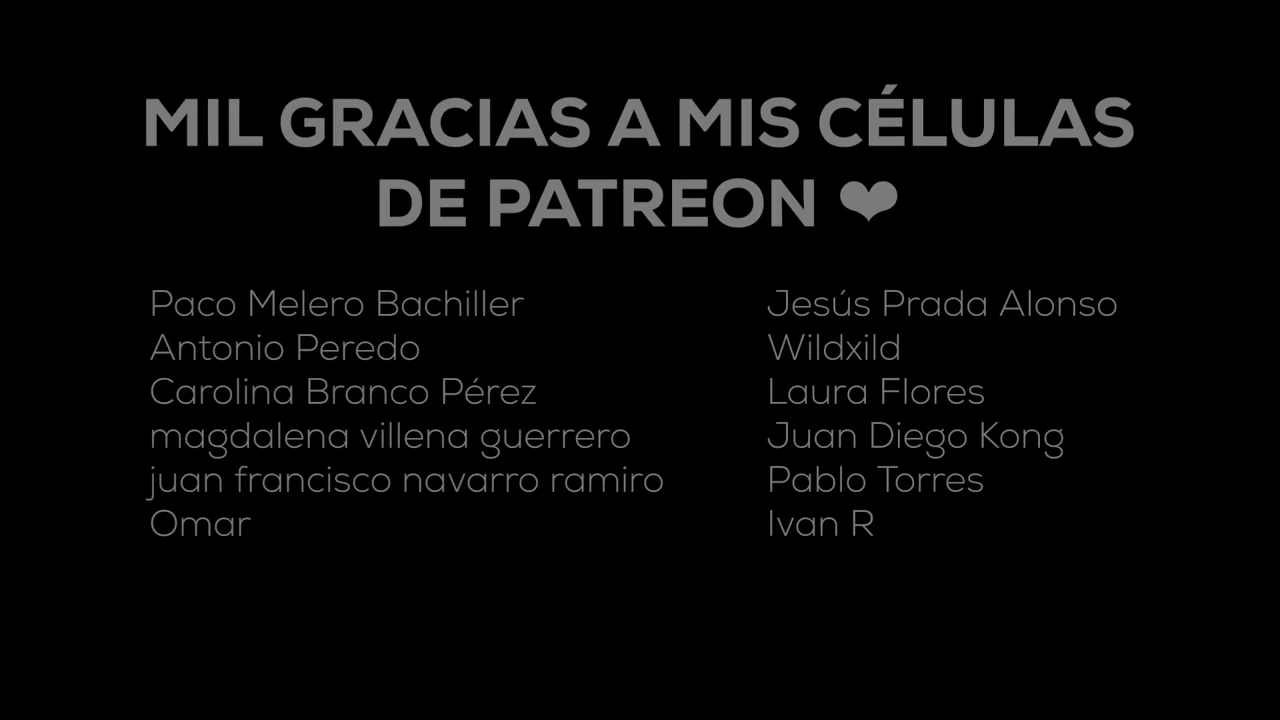 MIL GRACIAS A MIS CÉLULAS
DE PATREON ❤
Paco Melero Bachiller
Antonio Peredo
Carolina Branco Pérez
magdalena villena guerrero
juan francisco navarro ramiro
Omar
Jesús Prada Alonso
Wildxild
Laura Flores
Juan Diego Kong
Pablo Torres
Ivan R